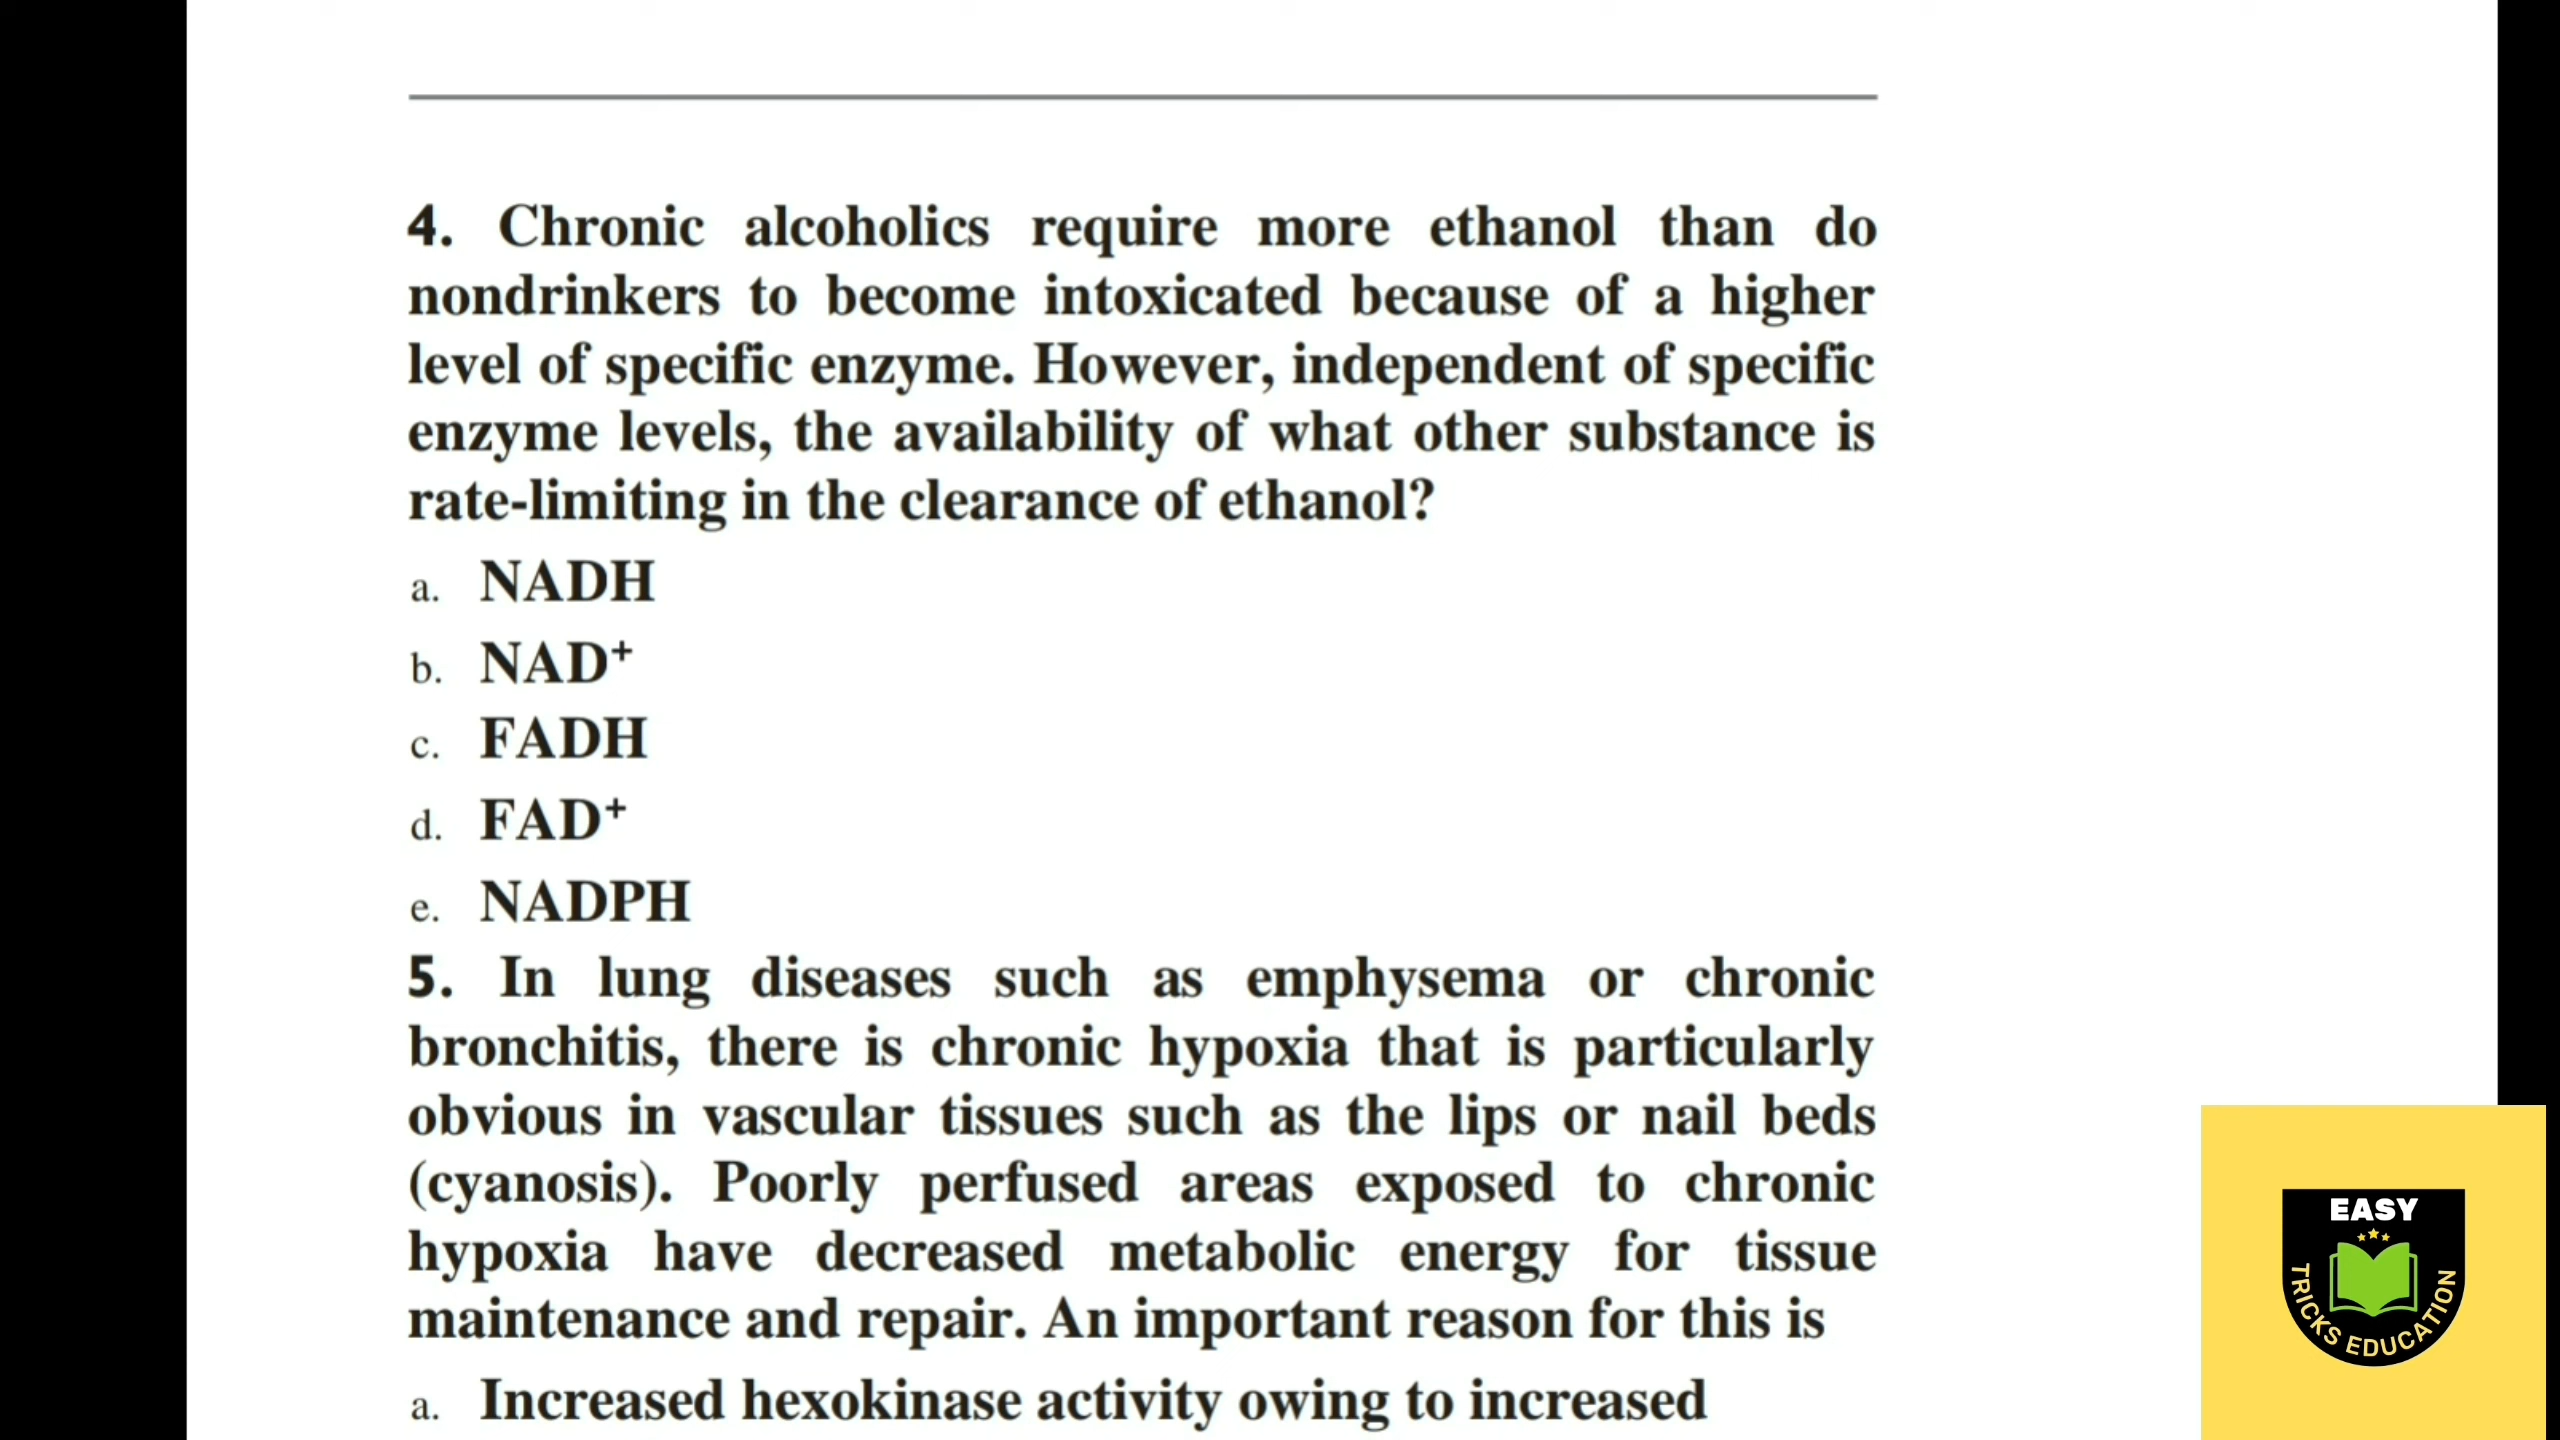 4. Chronic alcoholics require more ethanol than do
nondrinkers to become intoxicated because of a higher
level of specific enzyme. However, independent of specific
enzyme levels, the availability of what other substance is
rate-limiting in the clearance of ethanol?
a. NADH
b. NAD⁺
c. FADH
d. FAD⁺
e. NADPH
5. In lung diseases such as emphysema or chronic
bronchitis, there is chronic hypoxia that is particularly
obvious in vascular tissues such as the lips or nail beds
(cyanosis). Poorly perfused areas exposed to chronic
hypoxia have decreased metabolic energy for tissue
maintenance and repair. An important reason for this is
a. Increased hexokinase activity owing to increased
EASY
TRICKS EDUCATION